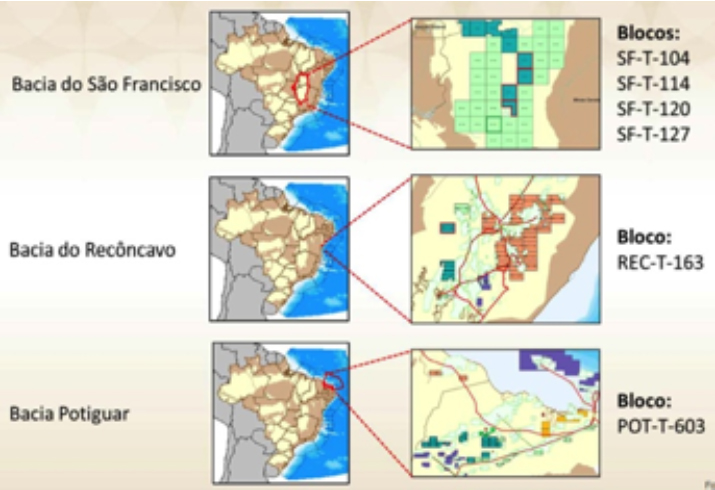 Bacia do São Francisco
Blocos:
SF-T-104
SF-T-114
SF-T-120
SF-T-127
Bacia do Recôncavo
Bloco:
REC-T-163
Bacia Potiguar
Bloco:
POT-T-603